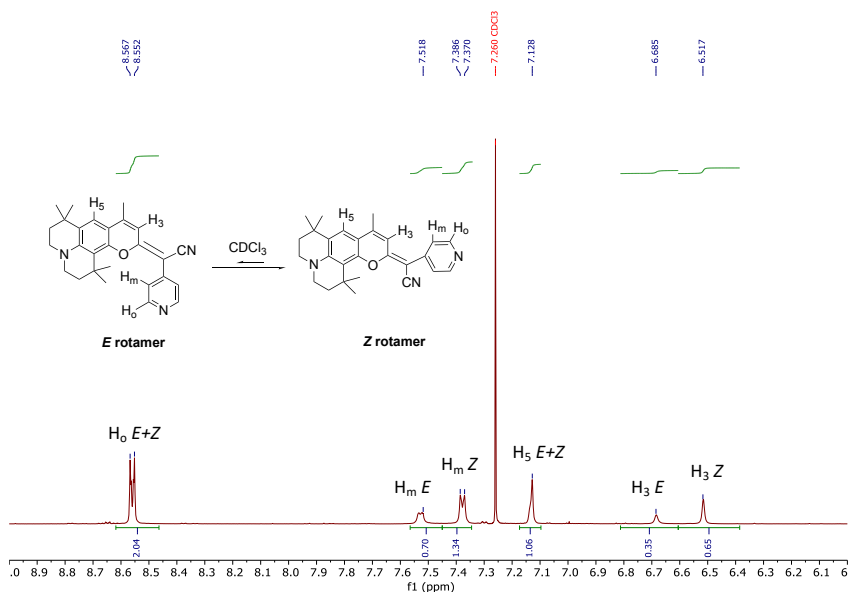 8.567
8.552
7.518
7.386
7.370
7.260 CDCl3
7.128
6.685
6.517
H5
H3
CN
O
N
Hm
Ho
N
E rotamer
CDCl3
H5
H3
Hm
Ho
N
O
CN
N
Z rotamer
Ho E+Z
Hm E
Hm Z
H5 E+Z
H3 E
H3 Z
2.04
0.70
1.34
1.06
0.35
0.65
.0 8.9 8.8 8.7 8.6 8.5 8.4 8.3 8.2 8.1 8.0 7.9 7.8 7.7 7.6 7.5 7.4 7.3 7.2 7.1 7.0 6.9 6.8 6.7 6.6 6.5 6.4 6.3 6.2 6.1 6
f1 (ppm)